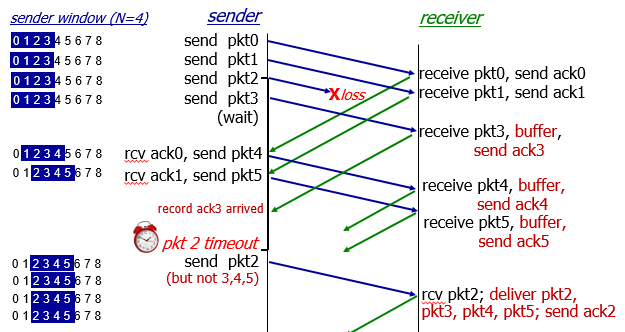 sender window (N=4)
sender
receiver
0 1 2 3 4 5 6 7 8
send pkt0
0 1 2 3 4 5 6 7 8
send pkt1
0 1 2 3 4 5 6 7 8
send pkt2
0 1 2 3 4 5 6 7 8
send pkt3
(wait)
Xloss
receive pkt0, send ack0
receive pkt1, send ack1
receive pkt3, buffer,
send ack3
0 1 2 3 4 5 6 7 8
rcv ack0, send pkt4
0 1 2 3 4 5 6 7 8
rcv ack1, send pkt5
record ack3 arrived
receive pkt4, buffer,
send ack4
receive pkt5, buffer,
send ack5
pkt 2 timeout
0 1 2 3 4 5 6 7 8
send pkt2
0 1 2 3 4 5 6 7 8
(but not 3,4,5)
0 1 2 3 4 5 6 7 8
0 1 2 3 4 5 6 7 8
rcv pkt2; deliver pkt2,
pkt3, pkt4, pkt5; send ack2